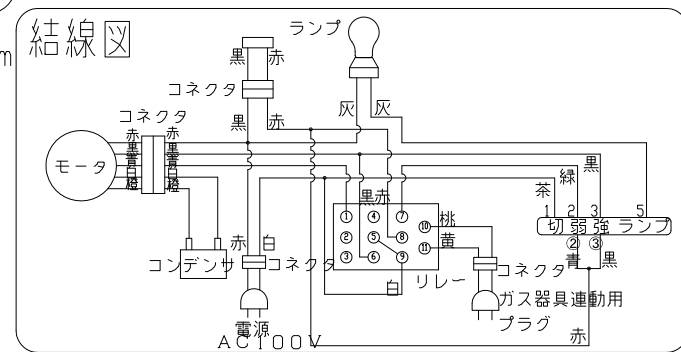 m
結線図
ランプ
黒 赤
コネクタ
コネクタ
灰 灰
赤 赤 黒 赤
黒 黒
モータ 青 青 黒
白 白 緑
橙 橙 茶
黒赤
1 2 3 5
切 弱 強 ランプ
② ③
青 黒
① ④ ⑦ ⑩ 桃
② ⑤ ⑧ ⑪ 黄
③ ⑥ ⑨
赤 白
コンデンサ コネクタ
リレー
コネクタ
白
ガス器具連動用
プラグ
電源
AC100V
赤